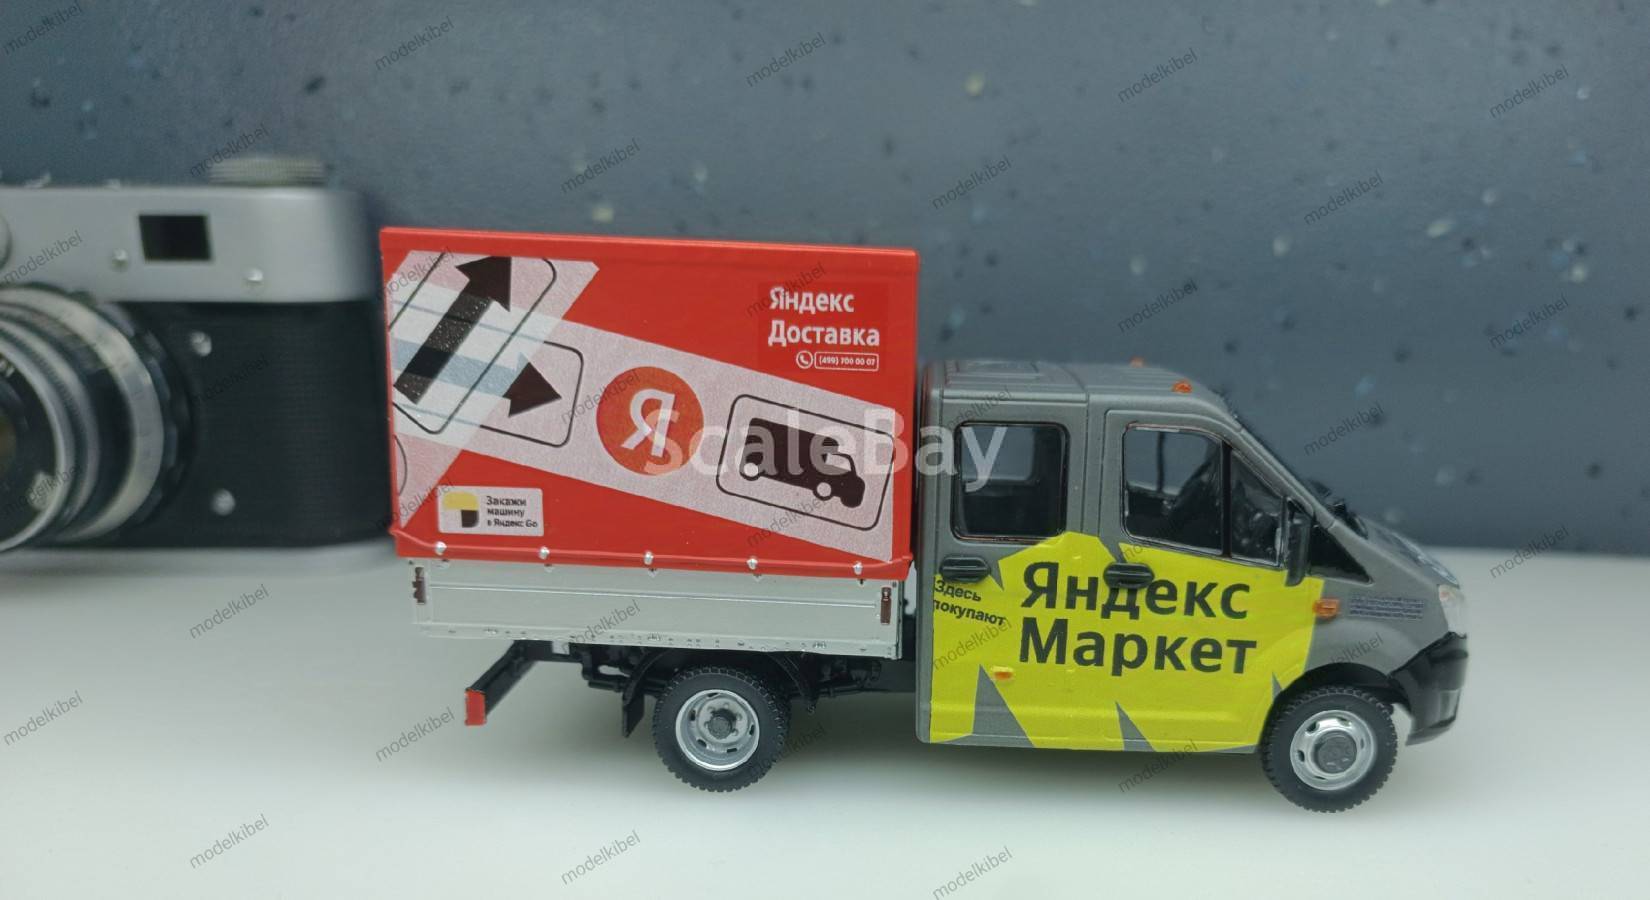 Яндекс
Доставка
(499) 700 00 07
Я
Закажи
машину
в Яндекс Go
Здесь
покупают
Яндекс
Маркет
ScaleBay
modelkibel